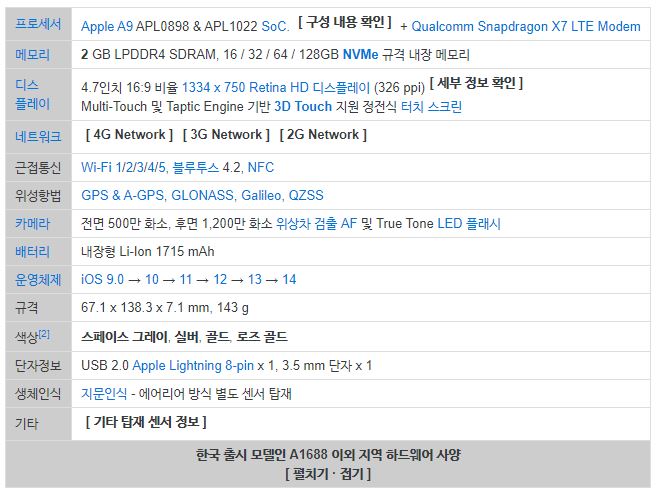 프로세서 Apple A9 APL0898 & APL1022 SoC. [ 구성 내용 확인 ] + Qualcomm Snapdragon X7 LTE Modem
메모리 2 GB LPDDR4 SDRAM, 16 / 32 / 64 / 128GB NVMe 규격 내장 메모리
디스
플레이
4.7인치 16:9 비율 1334 x 750 Retina HD 디스플레이 (326 ppi) [ 세부 정보 확인 ]
Multi-Touch 및 Taptic Engine 기반 3D Touch 지원 정전식 터치 스크린
네트워크 [ 4G Network ] [ 3G Network ] [ 2G Network ]
근접통신 Wi-Fi 1/2/3/4/5, 블루투스 4.2, NFC
위성항법 GPS & A-GPS, GLONASS, Galileo, QZSS
카메라 전면 500만 화소, 후면 1,200만 화소 위상차 검출 AF 및 True Tone LED 플래시
배터리 내장형 Li-Ion 1715 mAh
운영체제 iOS 9.0 → 10 → 11 → 12 → 13 → 14
규격 67.1 x 138.3 x 7.1 mm, 143 g
색상[2] 스페이스 그레이, 실버, 골드, 로즈 골드
단자정보 USB 2.0 Apple Lightning 8-pin x 1, 3.5 mm 단자 x 1
생체인식 지문인식 - 에어리어 방식 별도 센서 탑재
기타 [ 기타 탑재 센서 정보 ]
한국 출시 모델인 A1688 이외 지역 하드웨어 사양
[ 펼치기 · 접기 ]